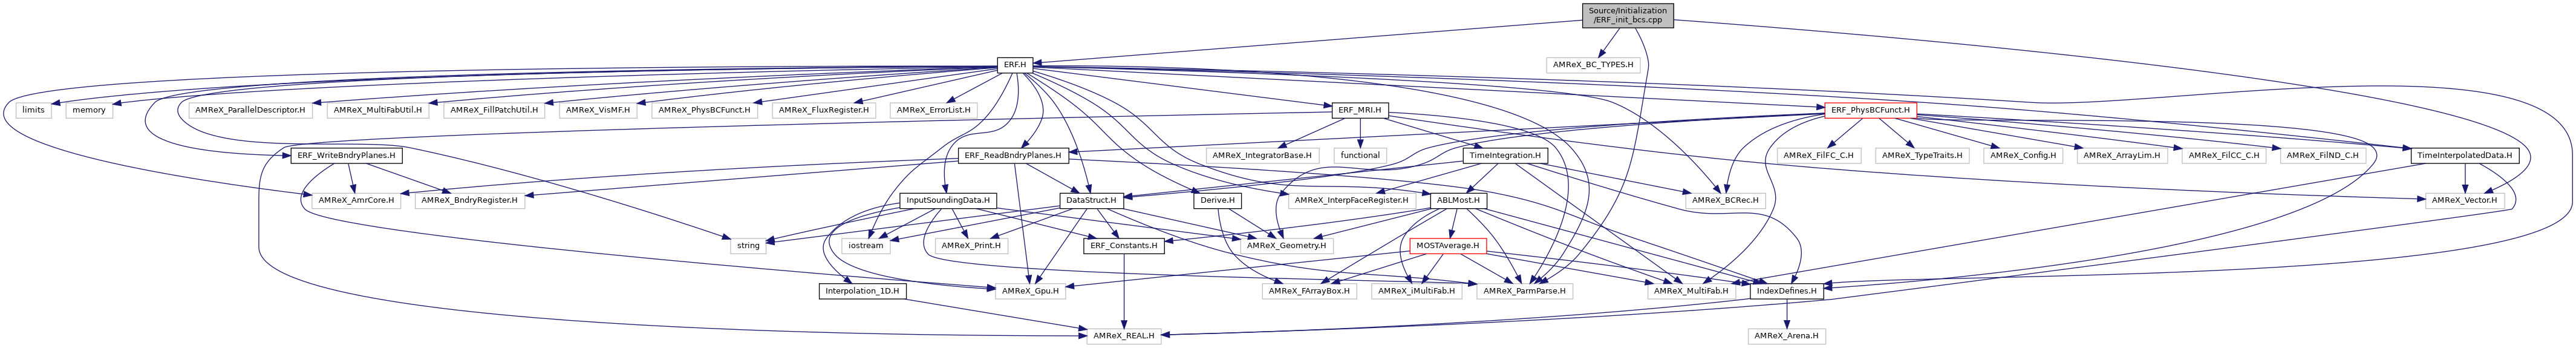 Source/Initialization
/ERF_init_bcs.cpp
ERF.H
AMReX_BC_TYPES.H
limits
memory
AMReX_ParallelDescriptor.H
AMReX_MultiFabUtil.H
AMReX_FillPatchUtil.H
AMReX_VisMF.H
AMReX_PhysBCFunct.H
AMReX_FluxRegister.H
AMReX_ErrorList.H
ERF_MRI.H
ERF_PhysBCFunct.H
ERF_WriteBndryPlanes.H
ERF_ReadBndryPlanes.H
AMReX_IntegratorBase.H
functional
TimeIntegration.H
AMReX_FilFC_C.H
AMReX_TypeTraits.H
AMReX_Config.H
AMReX_ArrayLim.H
AMReX_FilCC_C.H
AMReX_FilND_C.H
TimeInterpolatedData.H
AMReX_AmrCore.H
AMReX_BndryRegister.H
InputSoundingData.H
DataStruct.H
Derive.H
AMReX_InterpFaceRegister.H
ABLMost.H
AMReX_BCRec.H
AMReX_Vector.H
string
iostream
AMReX_Print.H
ERF_Constants.H
AMReX_Geometry.H
MOSTAverage.H
Interpolation_1D.H
AMReX_Gpu.H
AMReX_FArrayBox.H
AMReX_iMultiFab.H
AMReX_ParmParse.H
AMReX_MultiFab.H
IndexDefines.H
AMReX_REAL.H
AMReX_Arena.H